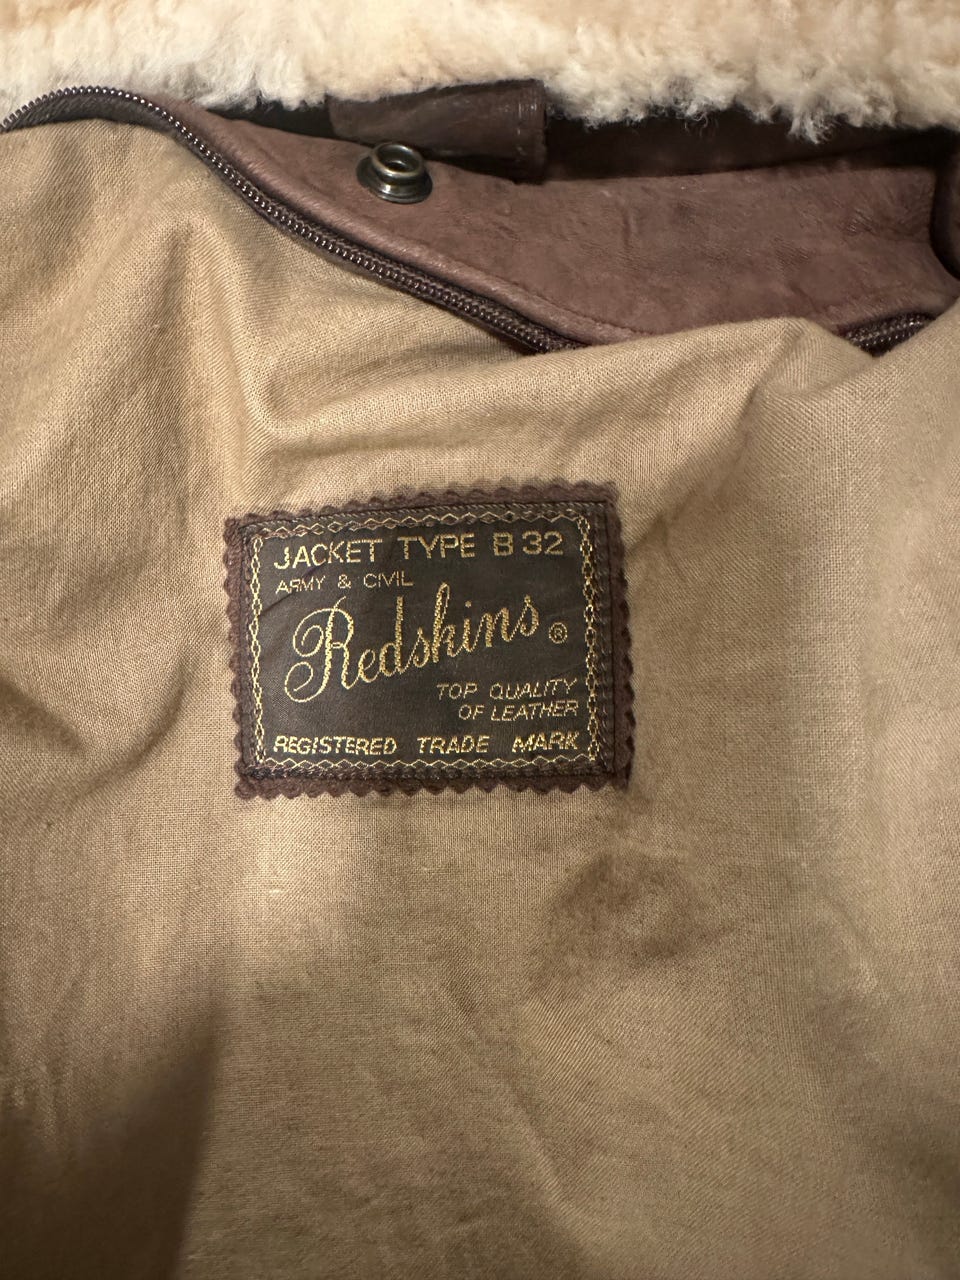 JACKET TYPE B 32
ARMY & CIVIL
Redskins ®
TOP QUALITY
OF LEATHER
REGISTERED TRADE MARK